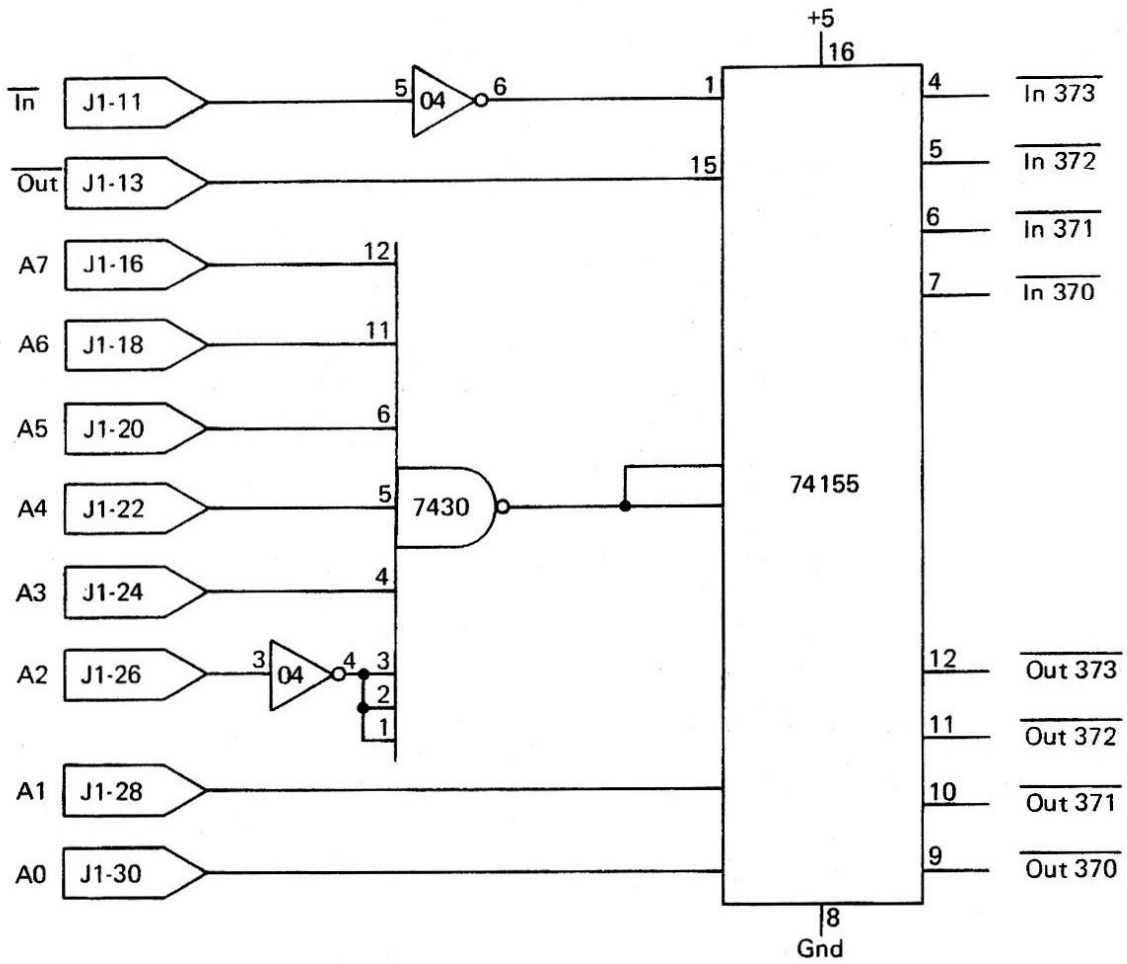 +5
16
In J1-11 5 04 6 1 4 In 373
Out J1-13 15 5 In 372
6 In 371
A7 J1-16 12 7 In 370
A6 J1-18 11
A5 J1-20 6
A4 J1-22 5 7430 74155
A3 J1-24 4
A2 J1-26 3 04 4 3 12 Out 373
2
1 11 Out 372
A1 J1-28 10 Out 371
A0 J1-30 9 Out 370
8
Gnd